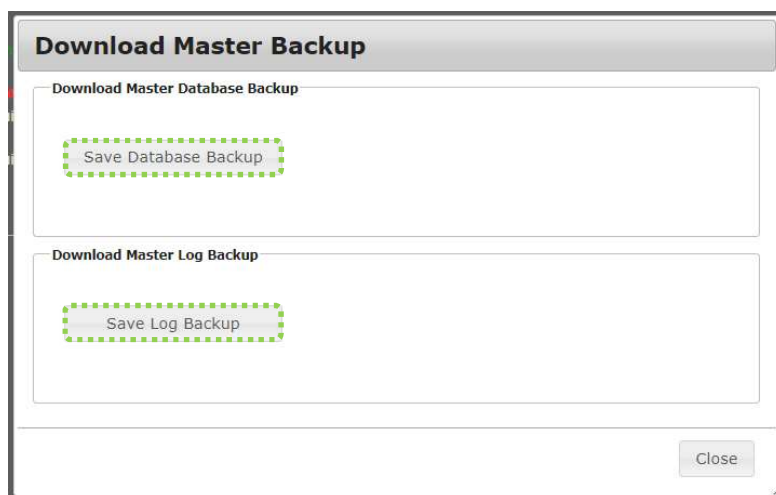 Download Master Backup
Download Master Database Backup
Save Database Backup
Download Master Log Backup
Save Log Backup
Close